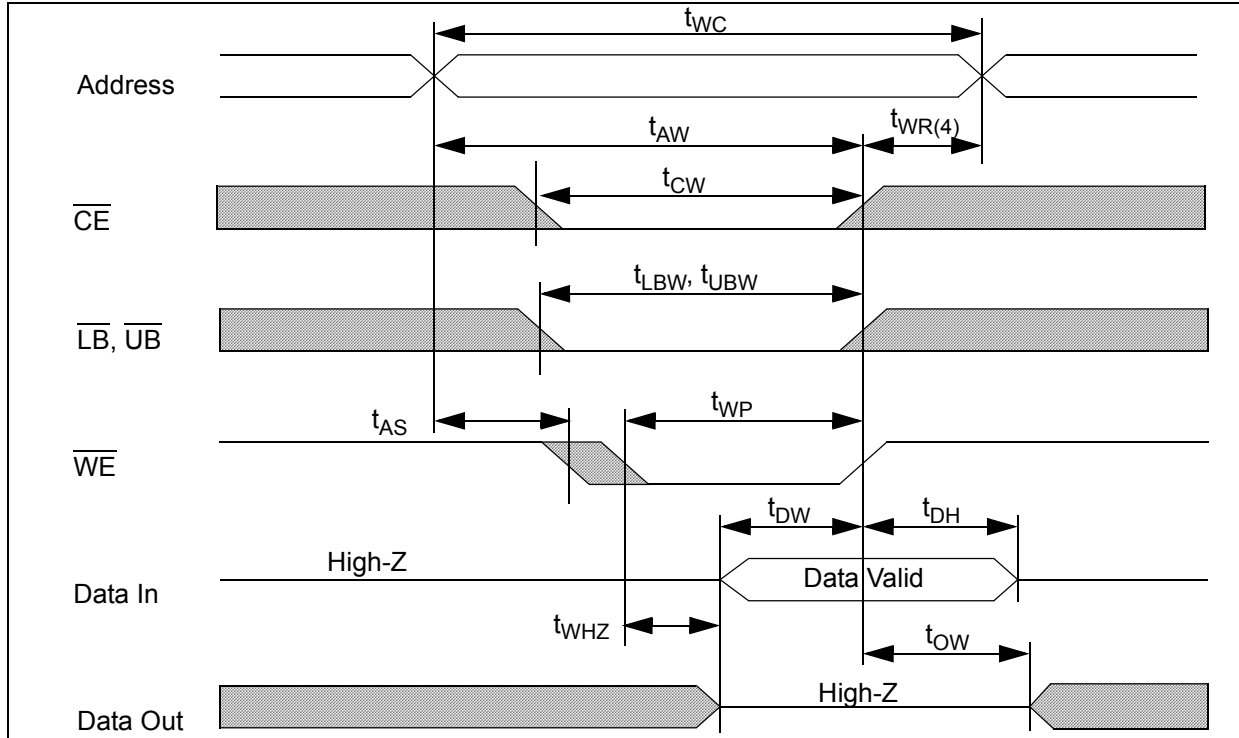 tWC
Address
tAW
tWR(4)
tCW
CE
tLBW, tUBW
LB, UB
tAS
tWP
WE
tDW
tDH
High-Z
Data Valid
Data In
tWHZ
tOW
High-Z
Data Out